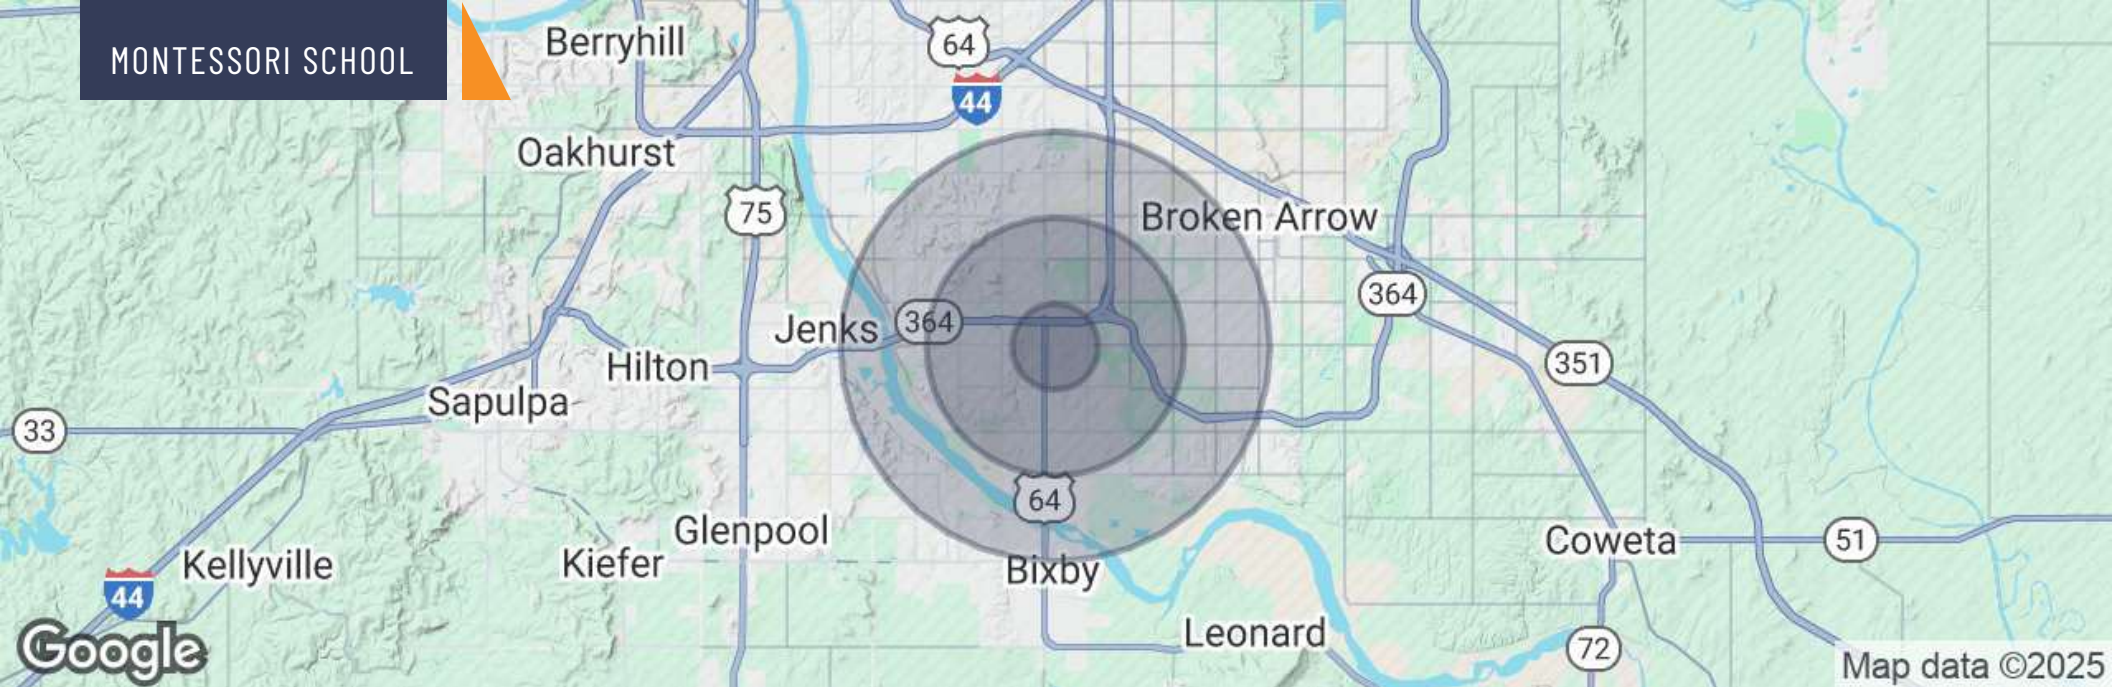 MONTESSORI SCHOOL
Berryhill
64
44
Oakhurst
75
Broken Arrow
364
Jenks
364
Hilton
351
Sapulpa
33
64
Glenpool
Coweta
51
Kellyville
Kiefer
Bixby
44
Leonard
72
Google
Map data ©2025